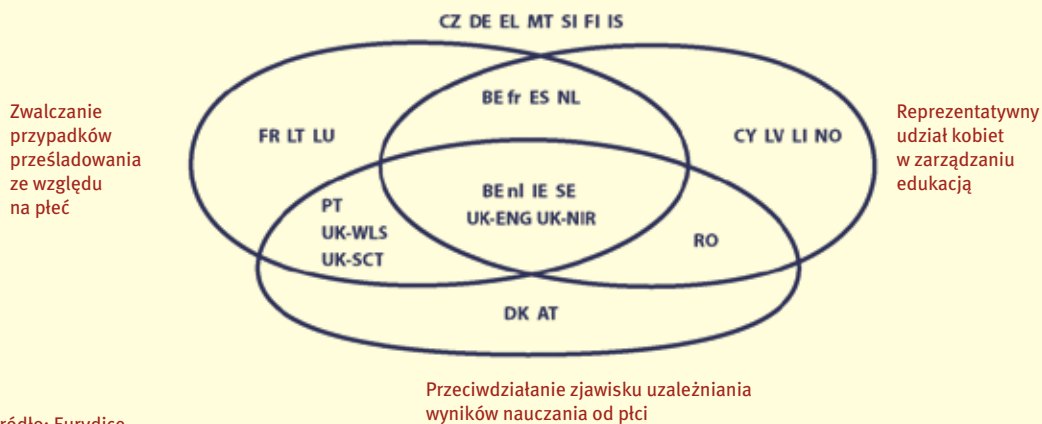 CZ DE EL MT SI FI IS
Zwalczanie
przypadków
prześladowania
ze względu
na płeć
BE fr ES NL
FR LT LU
CY LV LI NO
Reprezentatywny
udział kobiet
w zarządzaniu
edukacją
BE nl IE SE
UK-ENG UK-NIR
PT
UK-WLS
UK-SCT
RO
DK AT
Przeciwdziałanie zjawisku uzależniania
wyników nauczania od płci
Eurydice